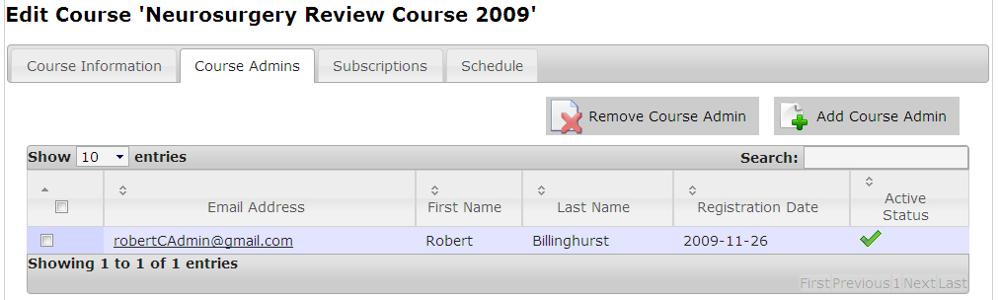 Edit Course 'Neurosurgery Review Course 2009'
Course Information Course Admins Subscriptions Schedule
Remove Course Admin Add Course Admin
Show 10 entries Search:
Email Address First Name Last Name Registration Date Active Status
robertCAdmin@gmail.com Robert Billinghurst 2009-11-26
Showing 1 to 1 of 1 entries
First Previous 1 Next Last